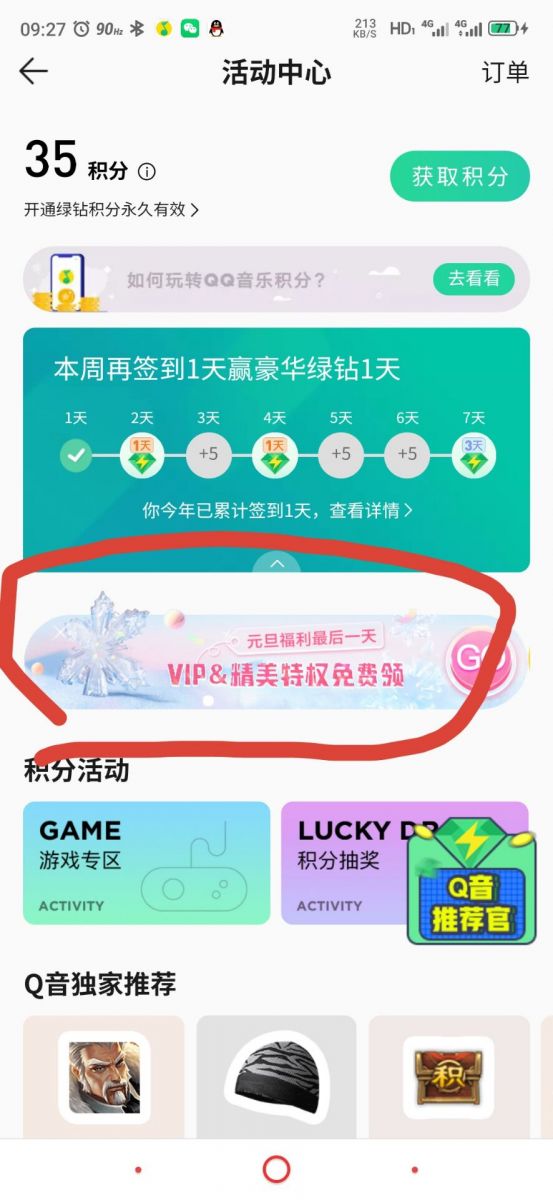 09:27 90Hz 213 KB/S HD1 4G 4G 77
活动中心 订单
35 积分
获取积分
开通绿钻积分永久有效
如何玩转QQ音乐积分？ 去看看
本周再签到1天赢豪华绿钻1天
1天 2天 3天 4天 5天 6天 7天
1天 +5 1天 +5 +5 3天
你今年已累计签到1天，查看详情
元旦福利最后一天
VIP&精美特权免费领
GO
积分活动
GAME
游戏专区
ACTIVITY
LUCKY
积分抽奖
ACTIVITY
Q音
推荐官
Q音独家推荐
积